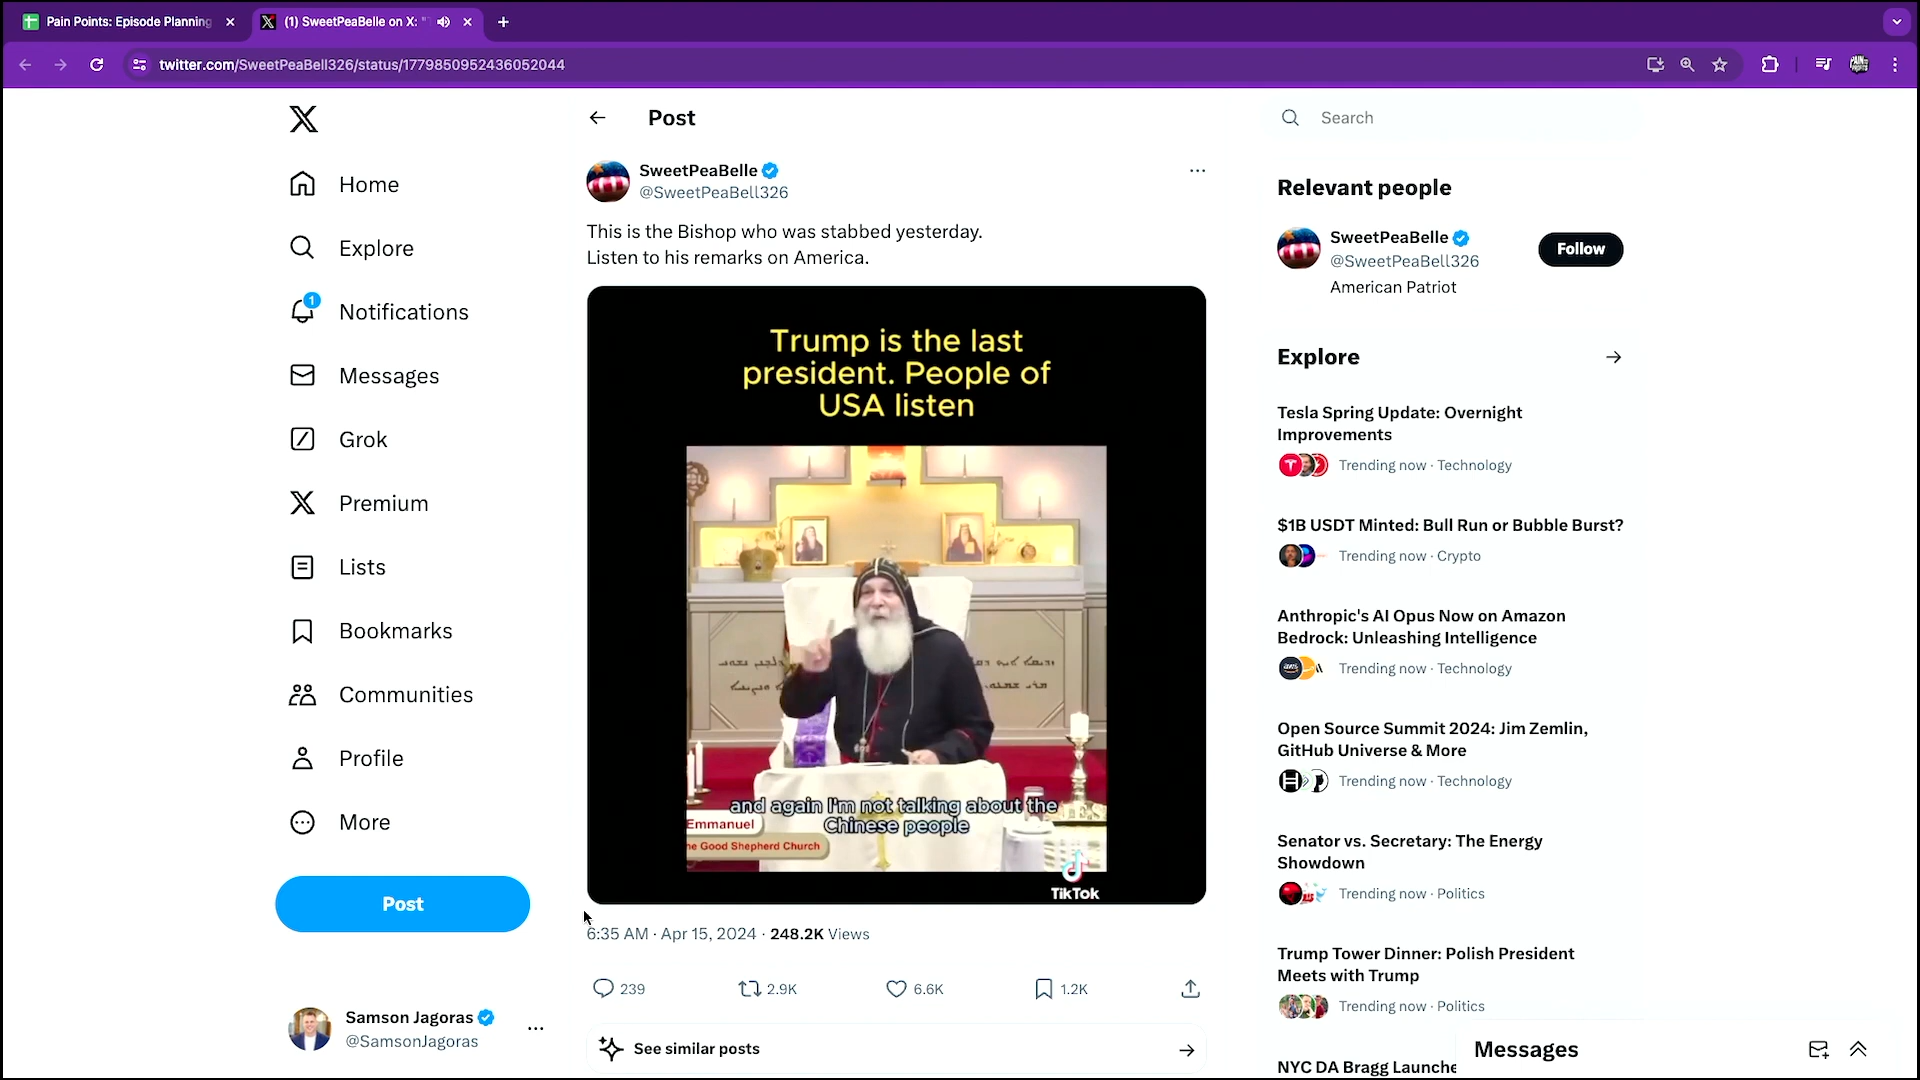 Pain Points: Episode Planning
(1) SweetPeaBelle on X: "
twitter.com/SweetPeaBell326/status/1779850952436052044
Home
Explore
1
Notifications
Messages
Grok
Premium
Lists
Bookmarks
Communities
Profile
More
Post
Samson Jagoras
@SamsonJagoras
Post
SweetPeaBelle
@SweetPeaBell326
This is the Bishop who was stabbed yesterday.
Listen to his remarks on America.
Trump is the last
president. People of
USA listen
and again I'm not talking about the
Chinese people
Emmanuel
he Good Shepherd Church
TikTok
6:35 AM · Apr 15, 2024 · 248.2K Views
239
2.9K
6.6K
1.2K
See similar posts
Search
Relevant people
SweetPeaBelle
@SweetPeaBell326
Follow
American Patriot
Explore
Tesla Spring Update: Overnight
Improvements
Trending now · Technology
$1B USDT Minted: Bull Run or Bubble Burst?
Trending now · Crypto
Anthropic's AI Opus Now on Amazon
Bedrock: Unleashing Intelligence
aws
Trending now · Technology
Open Source Summit 2024: Jim Zemlin,
GitHub Universe & More
Trending now · Technology
Senator vs. Secretary: The Energy
Showdown
Trending now · Politics
Trump Tower Dinner: Polish President
Meets with Trump
Trending now · Politics
NYC DA Bragg Launche
Messages